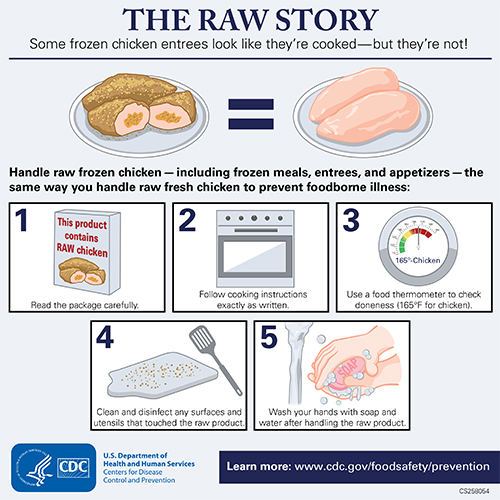 THE RAW STORY
Some frozen chicken entrees look like they're cooked—but they're not!
Handle raw frozen chicken—including frozen meals, entrees, and appetizers—the
same way you handle raw fresh chicken to prevent foodborne illness:
1
This product
contains
RAW chicken
Read the package carefully.
2
Follow cooking instructions
exactly as written.
3
165°-Chicken
Use a food thermometer to check
doneness (165°F for chicken).
4
Clean and disinfect any surfaces and
utensils that touched the raw product.
5
SOAP
Wash your hands with soap and
water after handling the raw product.
CDC
U.S. Department of
Health and Human Services
Centers for Disease
Control and Prevention
Learn more: www.cdc.gov/foodsafety/prevention
CS258054